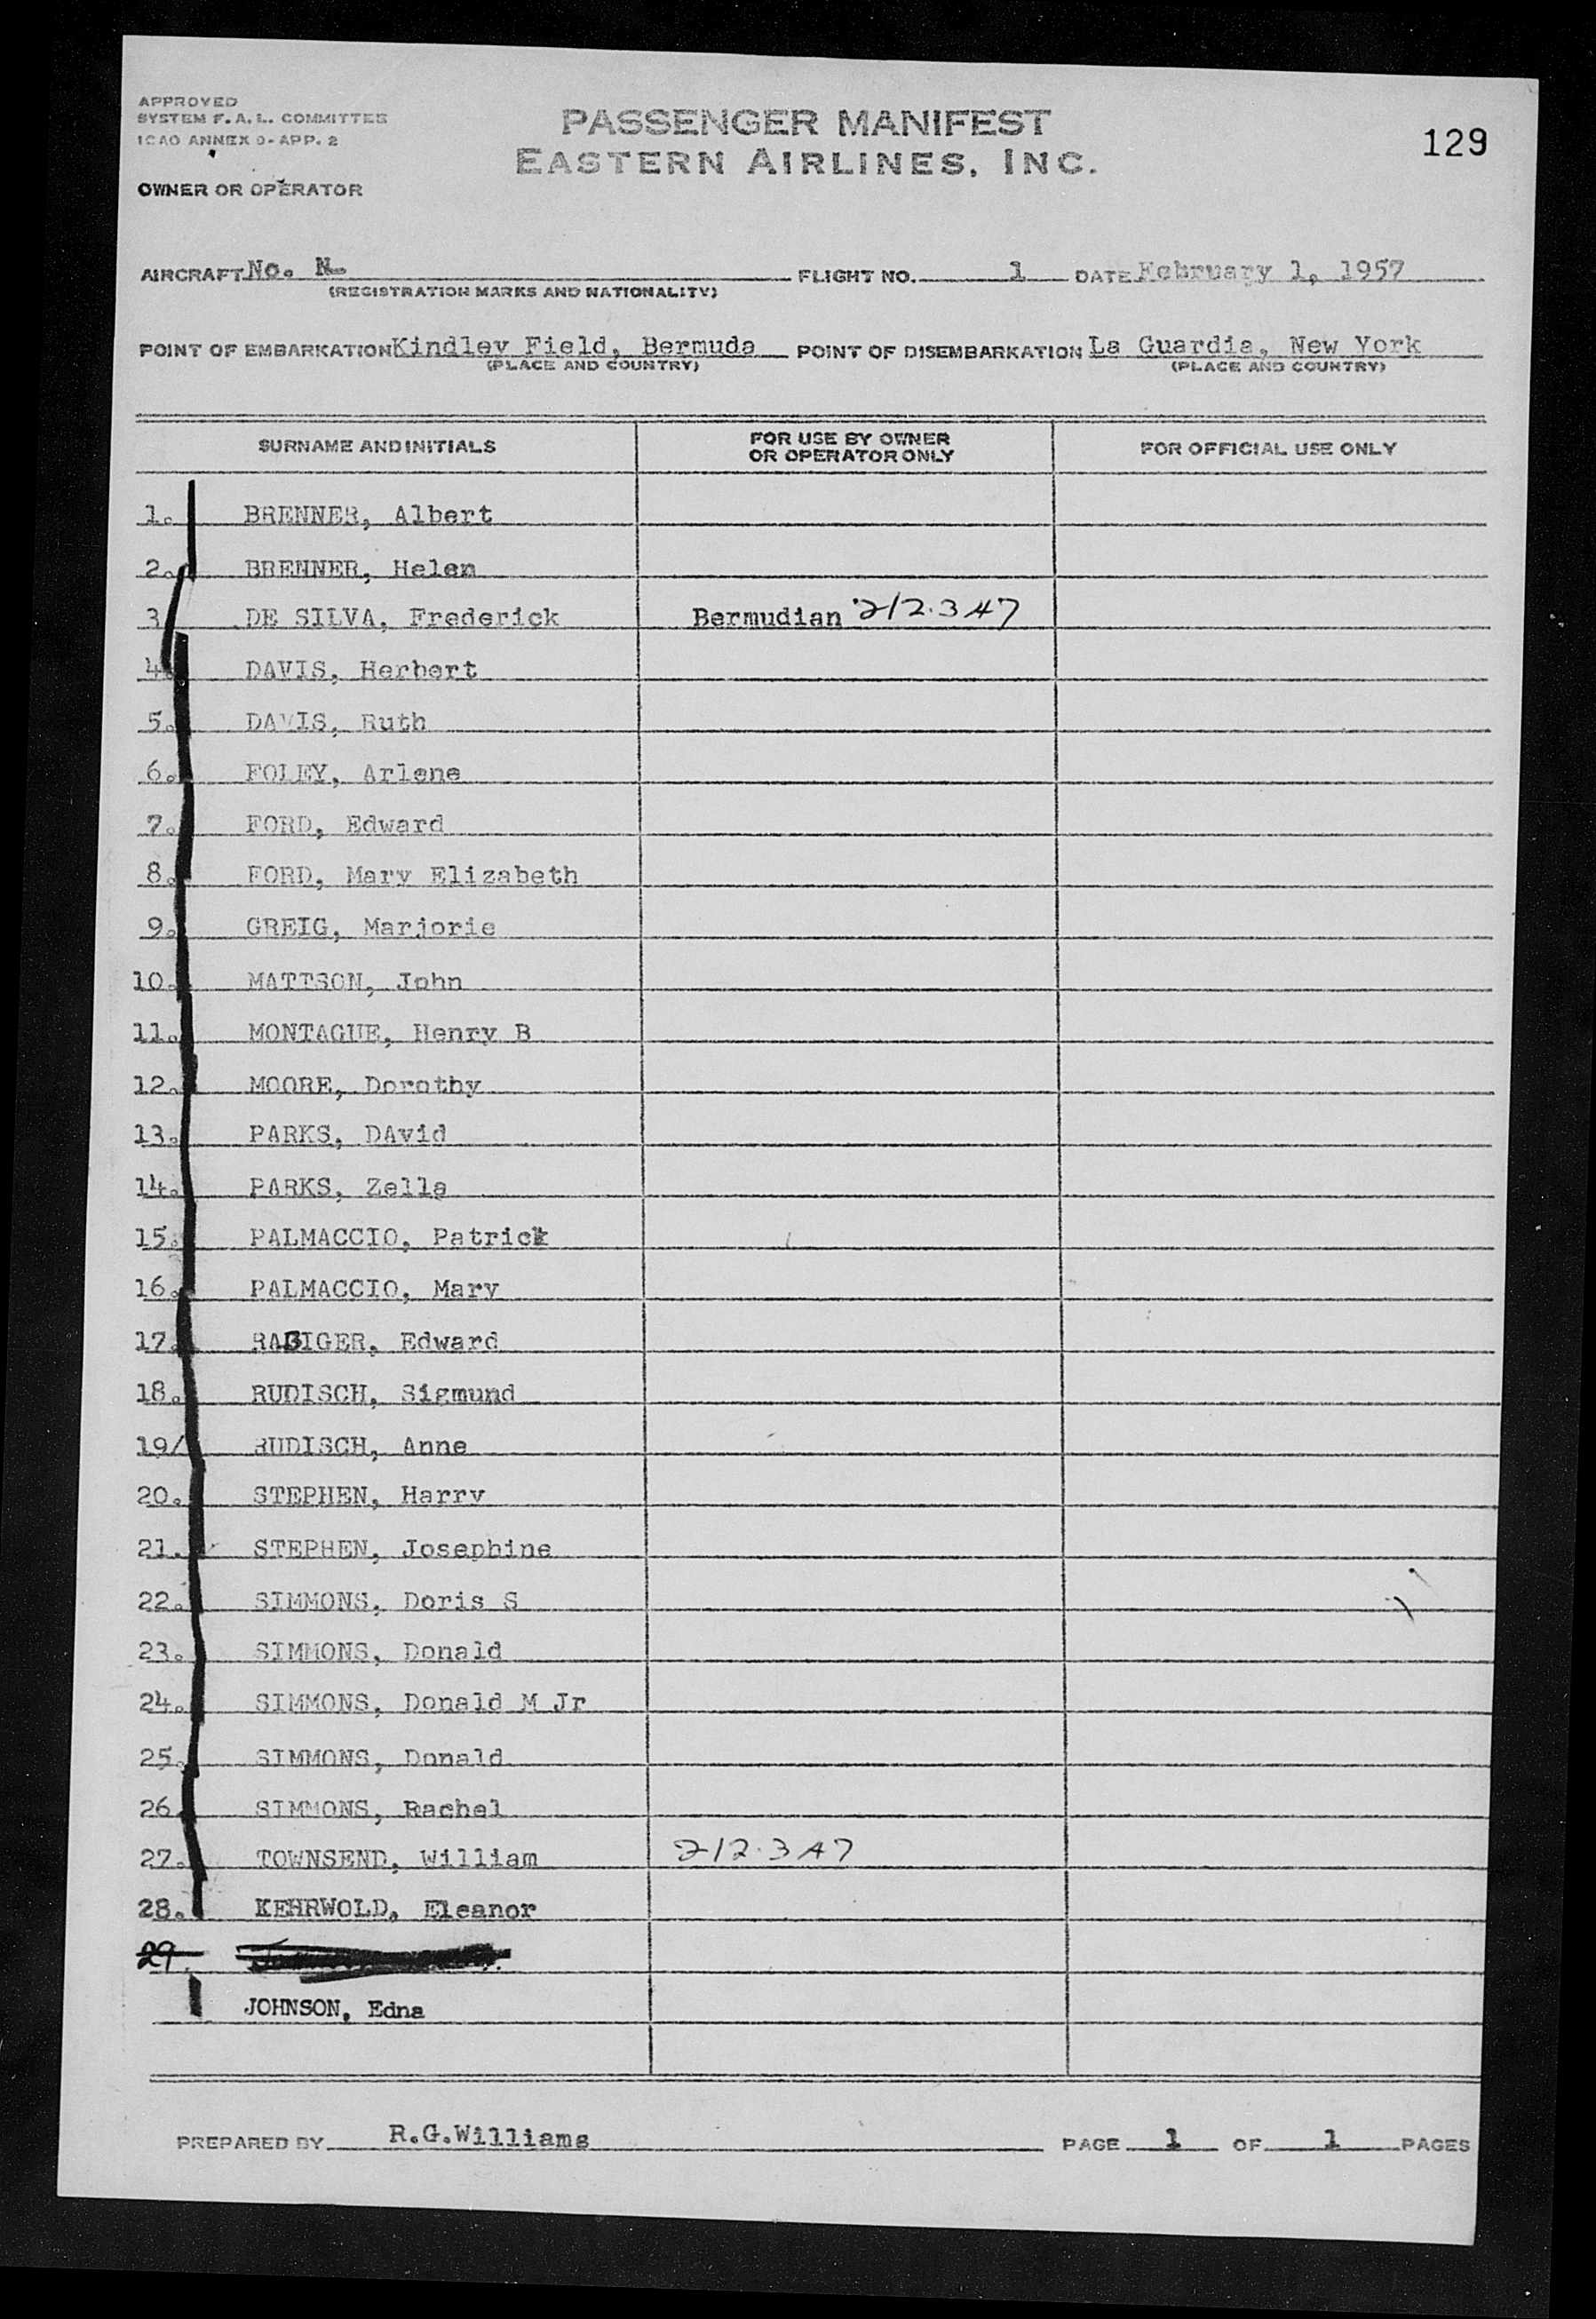 APPROVED
SYSTEM F. A. L. COMMITTEE
ICAO ANNEX 9 - APP. 2
PASSENGER MANIFEST
EASTERN AIRLINES, INC.
129
OWNER OR OPERATOR
AIRCRAFT No. N FLIGHT NO. 1 DATE February 1, 1957
(REGISTRATION MARKS AND NATIONALITY)
POINT OF EMBARKATION Kindley Field, Bermuda POINT OF DISEMBARKATION La Guardia, New York
(PLACE AND COUNTRY) (PLACE AND COUNTRY)
SURNAME AND INITIALS FOR USE BY OWNER OR OPERATOR ONLY FOR OFFICIAL USE ONLY
1. BRENNER, Albert
2. BRENNER, Helen
3 DE SILVA, Frederick Bermudian 212.347
4. DAVIS, Herbert
5. DAVIS, Ruth
6. FOLEY, Arlene
7. FORD, Edward
8. FORD, Mary Elizabeth
9. GREIG, Marjorie
10. MATTSON, John
11. MONTAGUE, Henry B
12. MOORE, Dorothy
13. PARKS, DAvid
14. PARKS, Zella
15. PALMACCIO, Patrick
16. PALMACCIO, Mary
17. RABIGER, Edward
18. RUDISCH, Sigmund
19/ RUDISCH, Anne
20. STEPHEN, Harry
21. STEPHEN, Josephine
22. SIMMONS, Doris S
23. SIMMONS, Donald
24. SIMMONS, Donald M Jr
25. SIMMONS, Donald
26. SIMMONS, Rachel
27. TOWNSEND, William 212.347
28. KEHRWOLD, Eleanor
29.
JOHNSON, Edna
PREPARED BY R.G.Williams PAGE 1 OF 1 PAGES